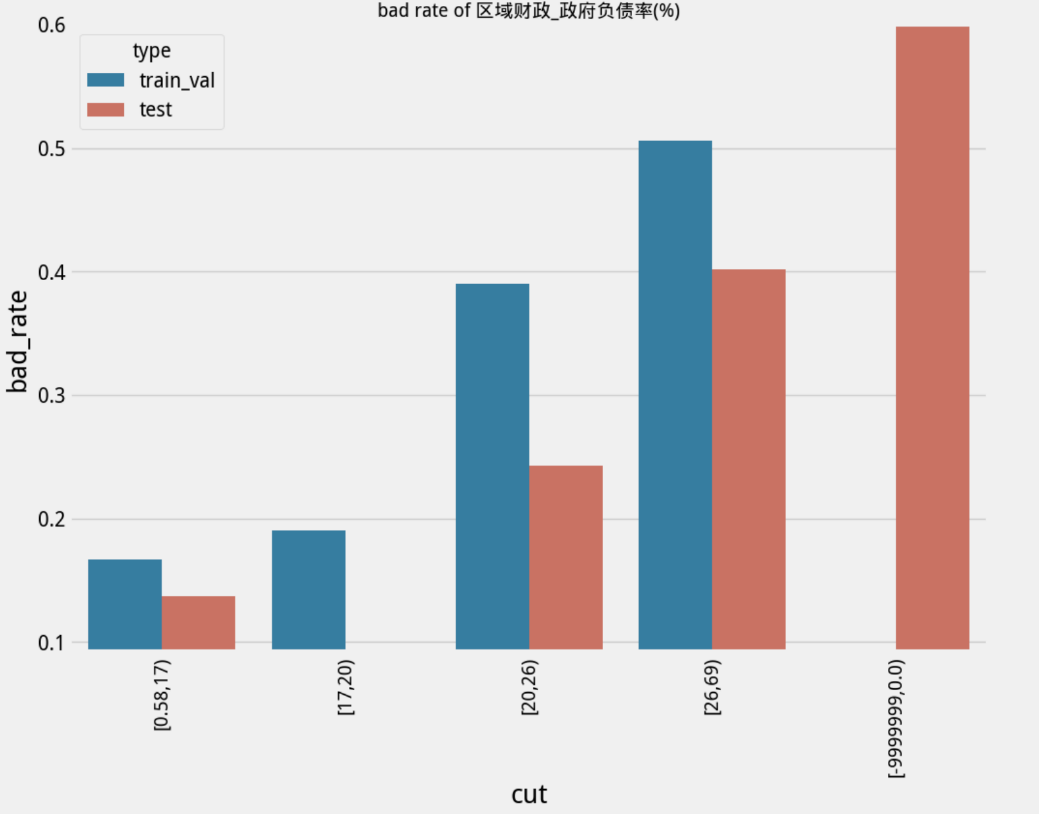 bad rate of 区域财政_政府负债率(%)
0.6
0.5
0.4
0.3
0.2
0.1
bad_rate
type
train_val
test
[0.58,17)
[17,20)
[20,26)
[26,69)
[-9999999,0.0)
cut